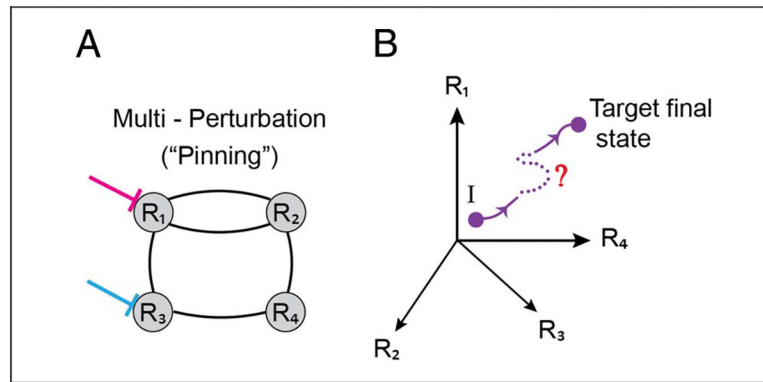 A
Multi - Perturbation
("Pinning")
R₁
R₂
R₃
R₄
B
R₁
Target final
state
?
I
R₄
R₃
R₂